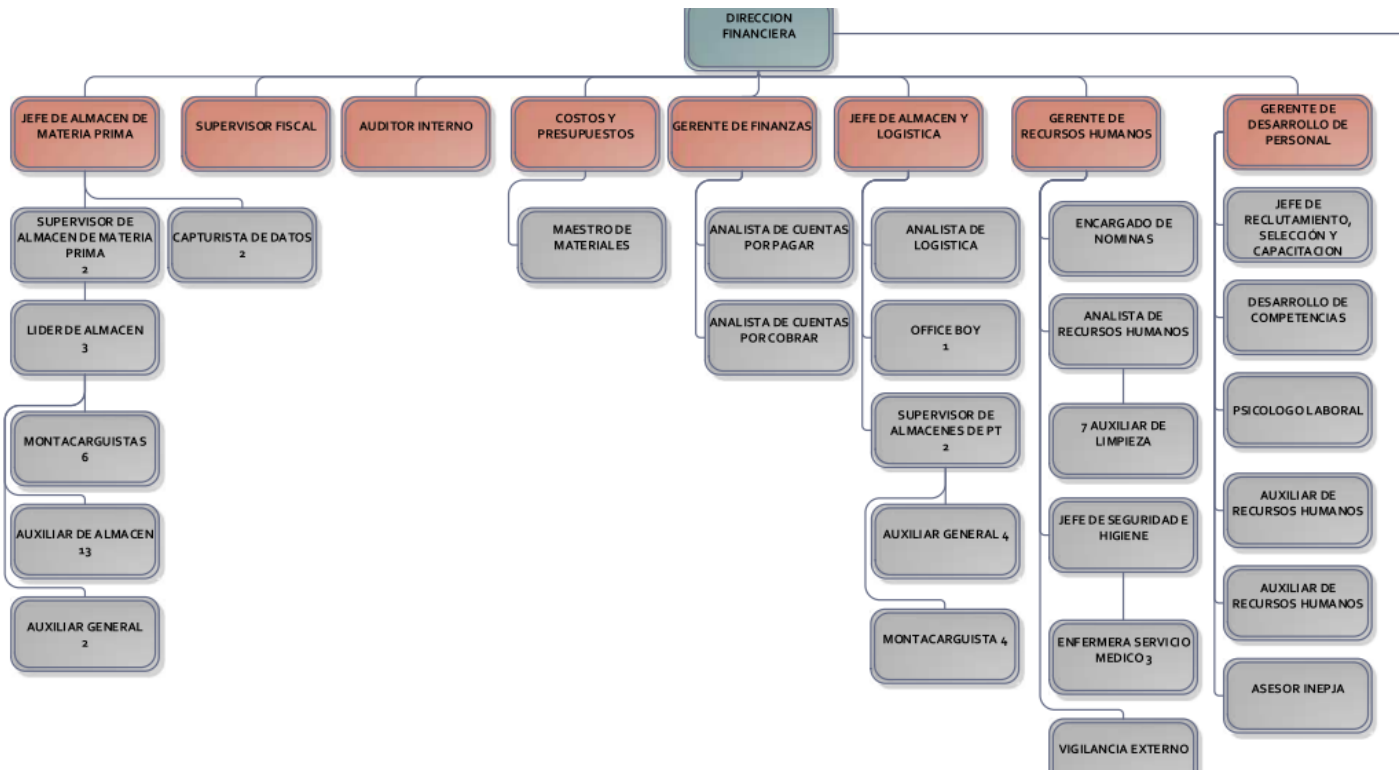 DIRECCION
FINANCIERA
JEFE DE ALMACEN DE
MATERIA PRIMA
SUPERVISOR FISCAL
AUDITOR INTERNO
COSTOS Y
PRESUPUESTOS
GERENTE DE FINANZAS
JEFE DE ALMACEN Y
LOGISTICA
GERENTE DE
RECURSOS HUMANOS
GERENTE DE
DESARROLLO DE
PERSONAL
SUPERVISOR DE
ALMACEN DE MATERIA
PRIMA
2
CAPTURISTA DE DATOS
2
LIDER DE ALMACEN
3
MONTACARGUISTAS
6
AUXILIAR DE ALMACEN
13
AUXILIAR GENERAL
2
MAESTRO DE
MATERIALES
ANALISTA DE CUENTAS
POR PAGAR
ANALISTA DE CUENTAS
POR COBRAR
ANALISTA DE
LOGISTICA
OFFICE BOY
1
SUPERVISOR DE
ALMACENES DE PT
2
AUXILIAR GENERAL 4
MONTACARGUISTA 4
ENCARGADO DE
NOMINAS
ANALISTA DE
RECURSOS HUMANOS
7 AUXILIAR DE
LIMPIEZA
JEFE DE SEGURIDAD E
HIGIENE
ENFERMERA SERVICIO
MEDICO 3
VIGILANCIA EXTERNO
JEFE DE
RECLUTAMIENTO,
SELECCIÓN Y
CAPACITACION
DESARROLLO DE
COMPETENCIAS
PSICOLOGO LABORAL
AUXILIAR DE
RECURSOS HUMANOS
AUXILIAR DE
RECURSOS HUMANOS
ASESOR INEPJA